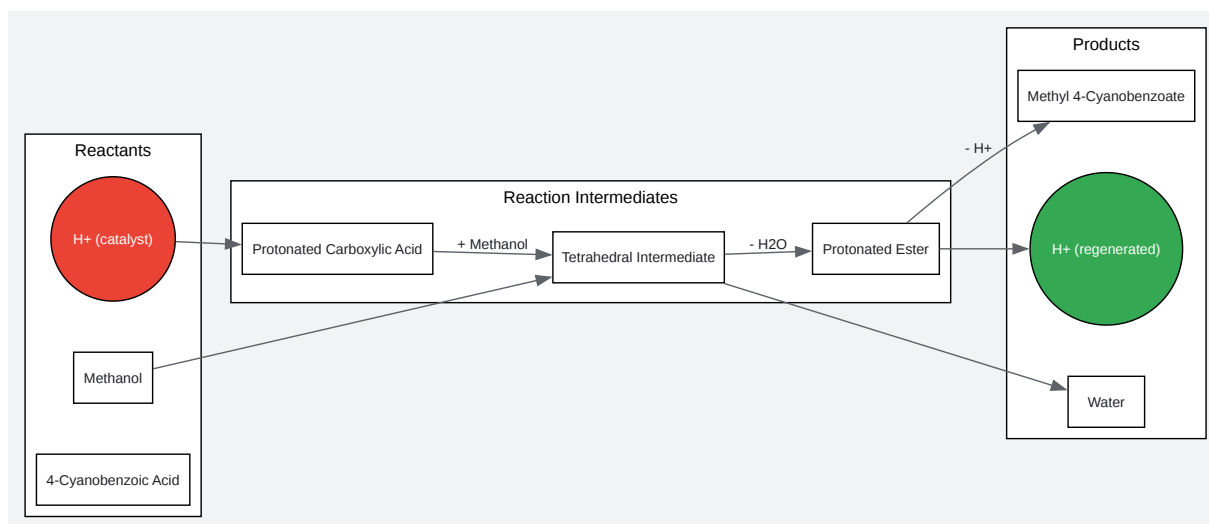 Reactants
H+ (catalyst)
Methanol
4-Cyanobenzoic Acid
Reaction Intermediates
Protonated Carboxylic Acid
+ Methanol
Tetrahedral Intermediate
- H2O
Protonated Ester
- H+
Products
Methyl 4-Cyanobenzoate
H+ (regenerated)
Water